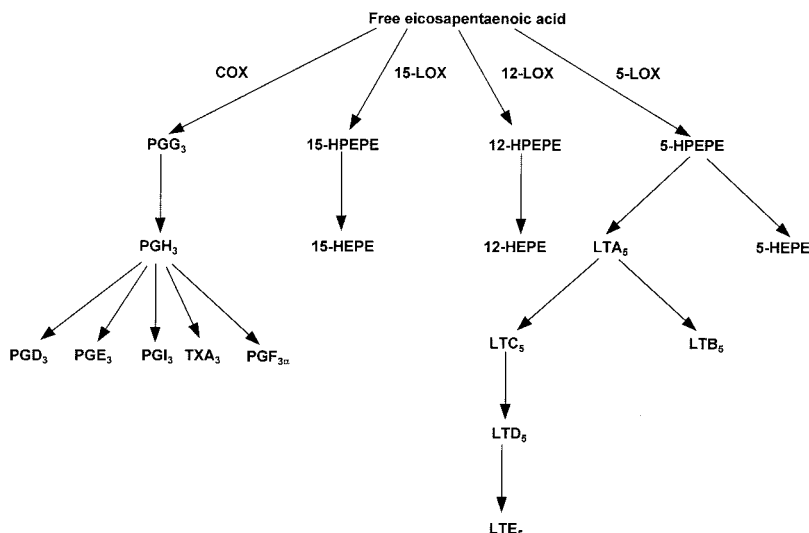 Free eicosapentaenoic acid
COX 15-LOX 12-LOX 5-LOX
PGG₃ 15-HPEPE 12-HPEPE 5-HPEPE
PGH₃ 15-HEPE 12-HEPE LTA₅ 5-HEPE
PGD₃ PGE₃ PGI₃ TXA₃ PGF₃α LTC₅ LTB₅
LTD₅
LTE₅